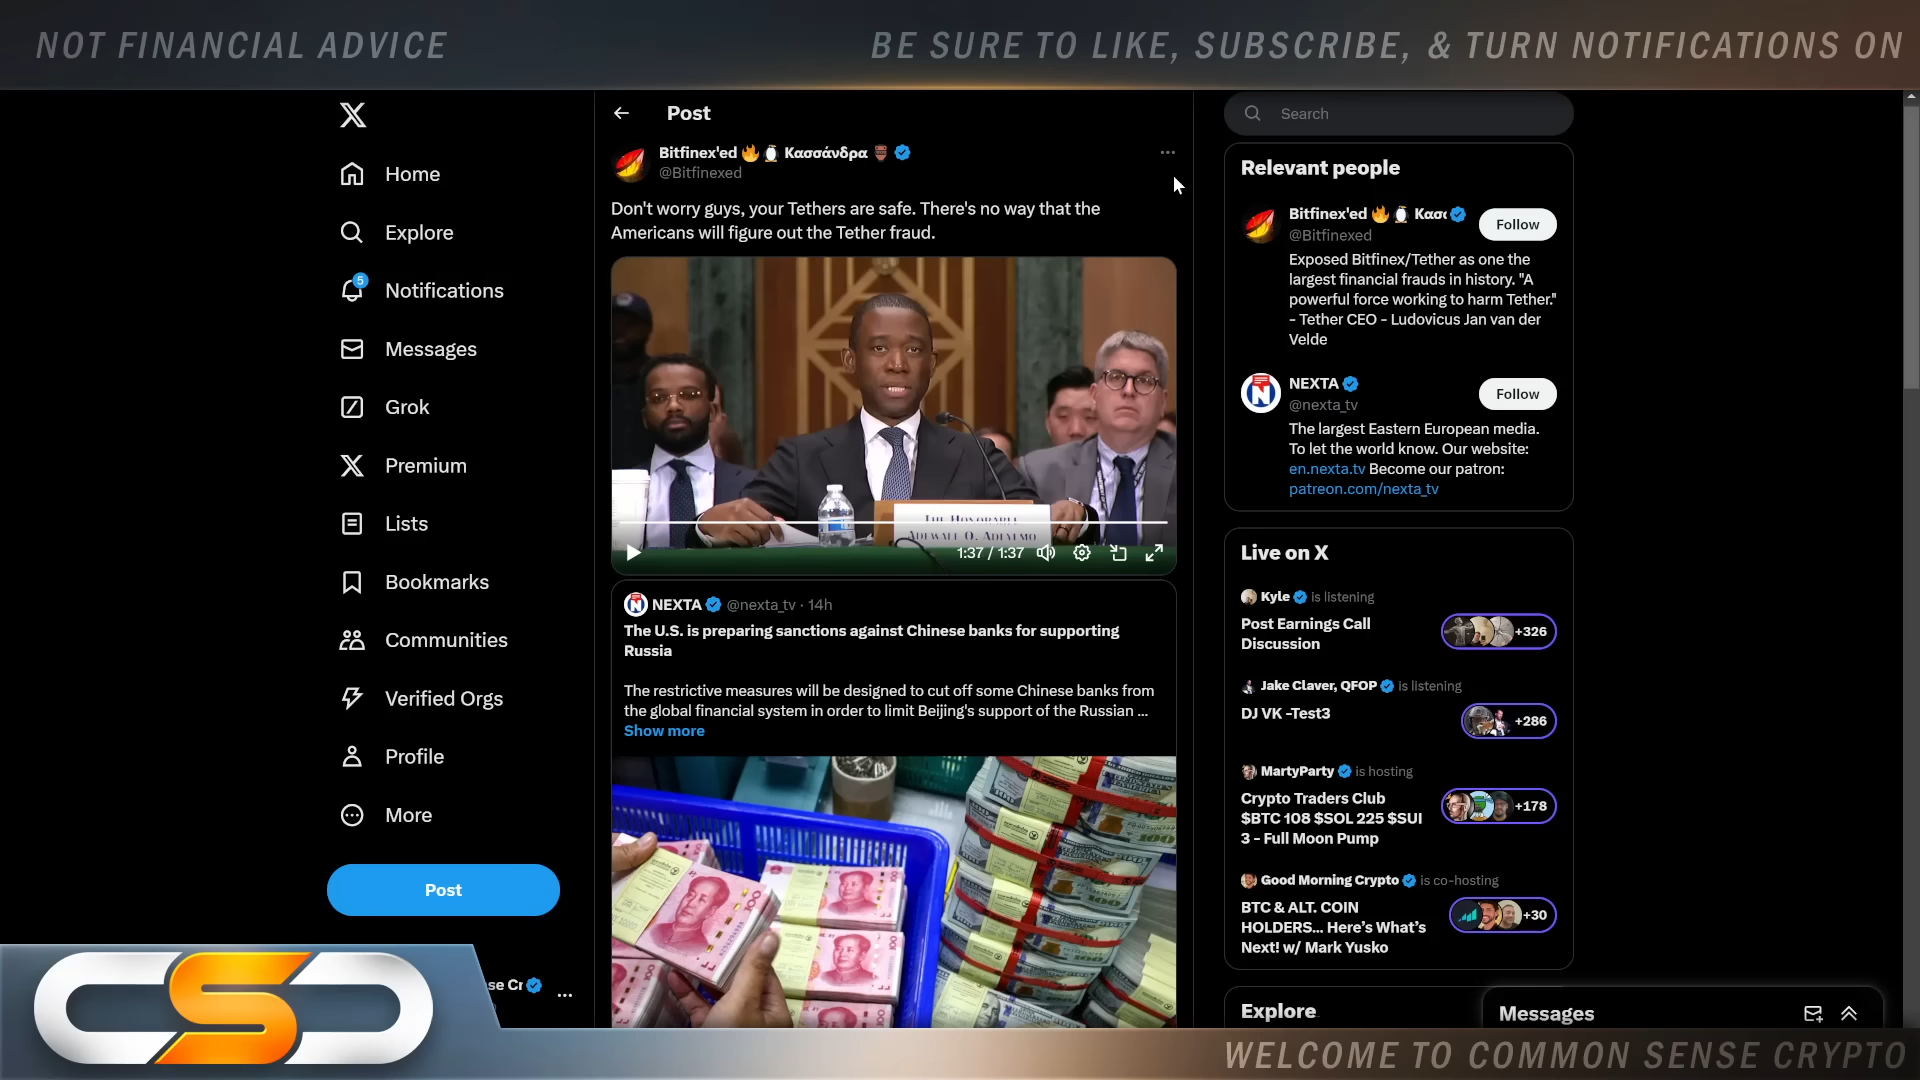 NOT FINANCIAL ADVICE
BE SURE TO LIKE, SUBSCRIBE, & TURN NOTIFICATIONS ON
Home
Explore
5
Notifications
Messages
Grok
Premium
Lists
Bookmarks
Communities
Verified Orgs
Profile
More
Post
se Cr
Post
Bitfinex'ed 🔥 🐧 Κασσάνδρα
@Bitfinexed
Don't worry guys, your Tethers are safe. There's no way that the
Americans will figure out the Tether fraud.
THE HONORABLE
ADEWALE O. ADEYEMO
1:37 / 1:37
NEXTA @nexta_tv · 14h
The U.S. is preparing sanctions against Chinese banks for supporting
Russia
The restrictive measures will be designed to cut off some Chinese banks from
the global financial system in order to limit Beijing's support of the Russian ...
Show more
100
Search
Relevant people
Bitfinex'ed 🔥 🐧 Κασσ
@Bitfinexed
Follow
Exposed Bitfinex/Tether as one the
largest financial frauds in history. "A
powerful force working to harm Tether."
- Tether CEO - Ludovicus Jan van der
Velde
NEXTA
@nexta_tv
Follow
The largest Eastern European media.
To let the world know. Our website:
en.nexta.tv Become our patron:
patreon.com/nexta_tv
Live on X
Kyle is listening
Post Earnings Call
Discussion
+326
Jake Claver, QFOP is listening
DJ VK -Test3
+286
MartyParty is hosting
Crypto Traders Club
$BTC 108 $SOL 225 $SUI
3 - Full Moon Pump
+178
Good Morning Crypto is co-hosting
BTC & ALT. COIN
HOLDERS... Here's What's
Next! w/ Mark Yusko
+30
Explore
Messages
CSC
WELCOME TO COMMON SENSE CRYPTO